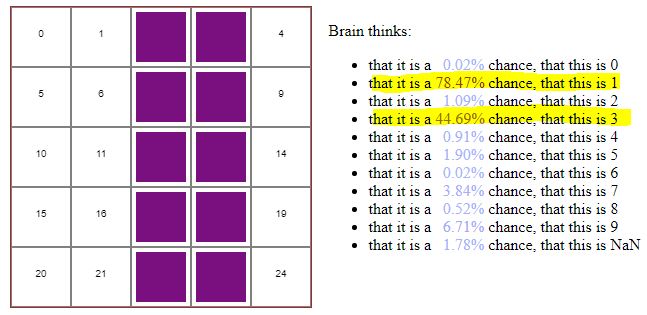 0 1 4
5 6 9
10 11 14
15 16 19
20 21 24
Brain thinks:
• that it is a 0.02% chance, that this is 0
• that it is a 78.47% chance, that this is 1
• that it is a 1.09% chance, that this is 2
• that it is a 44.69% chance, that this is 3
• that it is a 0.91% chance, that this is 4
• that it is a 1.90% chance, that this is 5
• that it is a 0.02% chance, that this is 6
• that it is a 3.84% chance, that this is 7
• that it is a 0.52% chance, that this is 8
• that it is a 6.71% chance, that this is 9
• that it is a 1.78% chance, that this is NaN